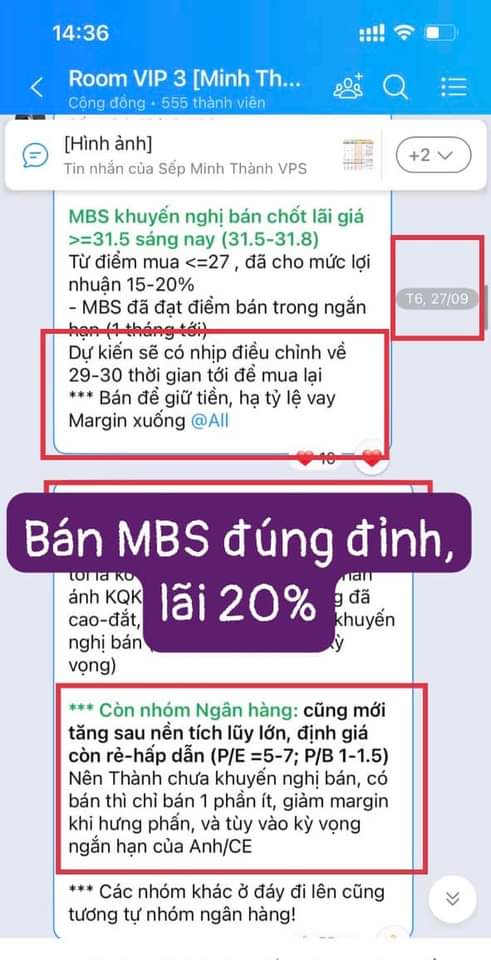 14:36
Room VIP 3 [Minh Th...
Cộng đồng • 555 thành viên
[Hình ảnh]
Tin nhắn của Sếp Minh Thành VPS
+2
MBS khuyến nghị bán chốt lãi giá
>=31.5 sáng nay (31.5-31.8)
Từ điểm mua <=27 , đã cho mức lợi
nhuận 15-20%
- MBS đã đạt điểm bán trong ngắn
hạn (1 tháng tới)
T6, 27/09
Dự kiến sẽ có nhịp điều chỉnh về
29-30 thời gian tới để mua lại
*** Bán để giữ tiền, hạ tỷ lệ vay
Margin xuống @All
10
Bán MBS đúng đỉnh,
lãi 20%
ánh KQK
đã
cao-đắt,
khuyến
nghị bán
vọng)
*** Còn nhóm Ngân hàng: cũng mới
tăng sau nền tích lũy lớn, định giá
còn rẻ-hấp dẫn (P/E =5-7; P/B 1-1.5)
Nên Thành chưa khuyến nghị bán, có
bán thì chỉ bán 1 phần ít, giảm margin
khi hưng phấn, và tùy vào kỳ vọng
ngắn hạn của Anh/CE
*** Các nhóm khác ở đáy đi lên cũng
tương tự nhóm ngân hàng!